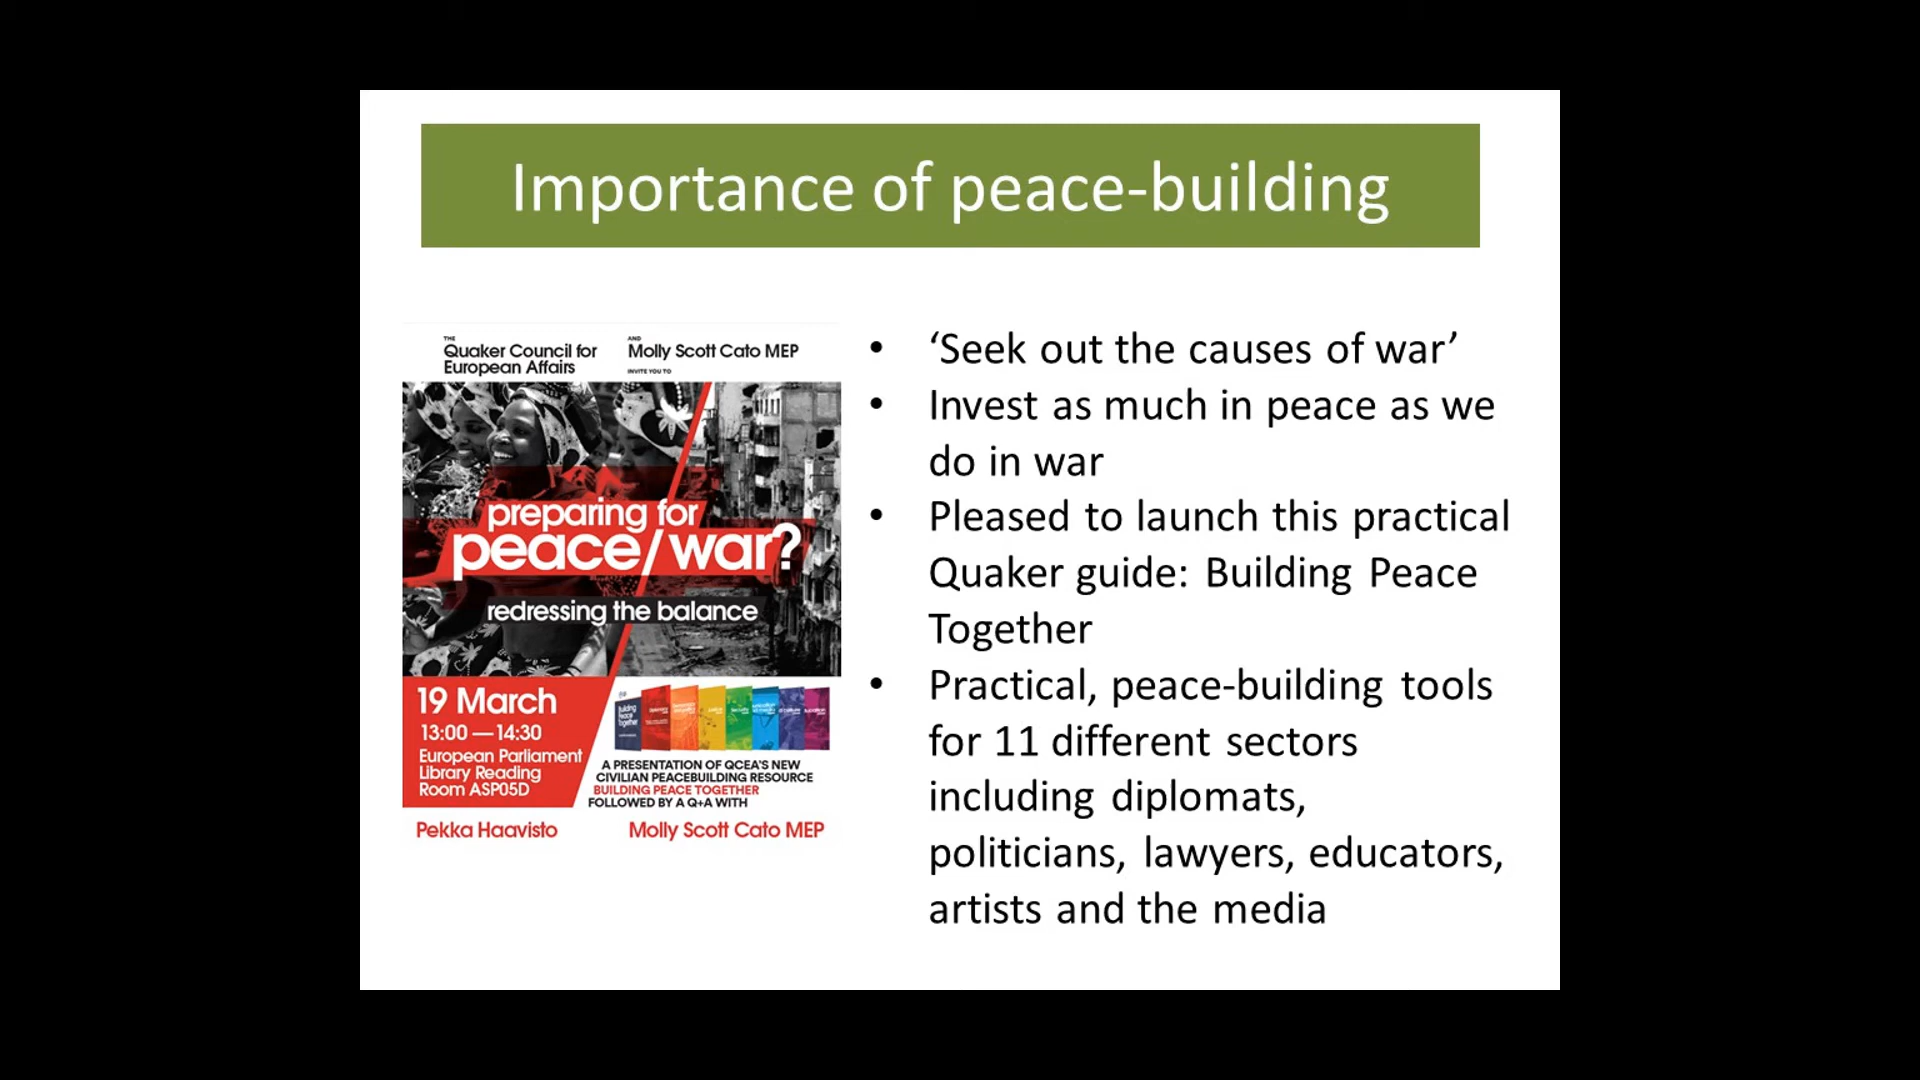 Importance of peace-building
THE
Quaker Council for
European Affairs
AND
Molly Scott Cato MEP
INVITE YOU TO
preparing for
peace/war?
redressing the balance
19 March
13:00 — 14:30
European Parliament
Library Reading
Room ASP05D
Building
Peace
Together
A PRESENTATION OF QCEA'S NEW
CIVILIAN PEACEBUILDING RESOURCE
BUILDING PEACE TOGETHER
FOLLOWED BY A Q+A WITH
Pekka Haavisto
Molly Scott Cato MEP
• ‘Seek out the causes of war’
• Invest as much in peace as we
do in war
• Pleased to launch this practical
Quaker guide: Building Peace
Together
• Practical, peace-building tools
for 11 different sectors
including diplomats,
politicians, lawyers, educators,
artists and the media